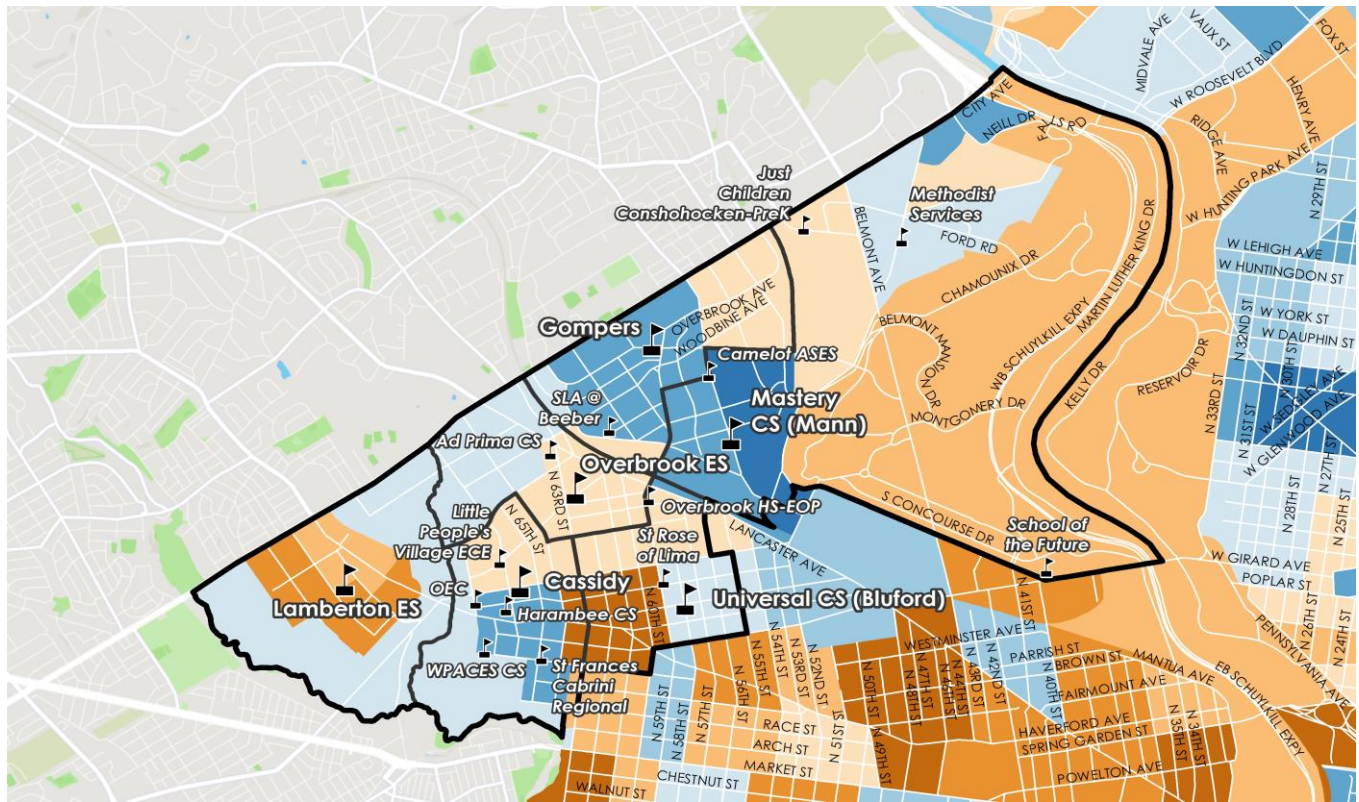 FOX ST
VAUX ST
MIDVALE AVE
W ROOSEVELT BLVD
HENRY AVE
CITY AVE
NEILL DR
FALLS RD
RIDGE AVE
W HUNTING PARK AVE
29TH ST
Just
Children
Conshohocken-PreK
Methodist
Services
BELMONT AVE
FORD RD
W LEHIGH AVE
W HUNTINGDON ST
CHAMOUNIX DR
MARTIN LUTHER KING DR
W YORK ST
W DAUPHIN ST
OVERBROOK AVE
WOODBINE AVE
Gompers
BELMONT MANSION DR
WB SCHUYLKILL EXPY
KELLY DR
RESERVOIR DR
N 32ND ST
N 30TH ST
W SEDGLEY AVE
W GLENWOOD AVE
Camelot ASES
N 33RD ST
N 31ST ST
SLA @
Beeber
Mastery
CS (Mann)
MONTGOMERY DR
N 27TH ST
Ad Prima CS
Overbrook ES
N 63RD ST
Overbrook HS-EOP
S CONCOURSE DR
N 28TH ST
N 25TH ST
Little
People's
Village ECE
N 65TH ST
St Rose
of Lima
LANCASTER AVE
School of
the Future
W GIRARD AVE
POPLAR ST
Lamberton ES
OEC
Cassidy
Harambee CS
N 60TH ST
Universal CS (Bluford)
N 41ST ST
N 26TH ST
N 24TH ST
PENNSYLVANIA AVE
WPACES CS
St Frances
Cabrini
Regional
WESTMINSTER AVE
PARRISH ST
BROWN ST
MANTUA AVE
EB SCHUYLKILL EXPY
N 59TH ST
N 58TH ST
N 57TH ST
N 56TH ST
N 55TH ST
N 54TH ST
N 53RD ST
N 52ND ST
N 51ST ST
N 50TH ST
N 49TH ST
N 48TH ST
N 47TH ST
N 46TH ST
N 44TH ST
N 43RD ST
N 42ND ST
N 40TH ST
FAIRMOUNT AVE
HAVERFORD AVE
SPRING GARDEN ST
N 35TH ST
N 34TH ST
RACE ST
ARCH ST
MARKET ST
CHESTNUT ST
WALNUT ST
POWELTON AVE